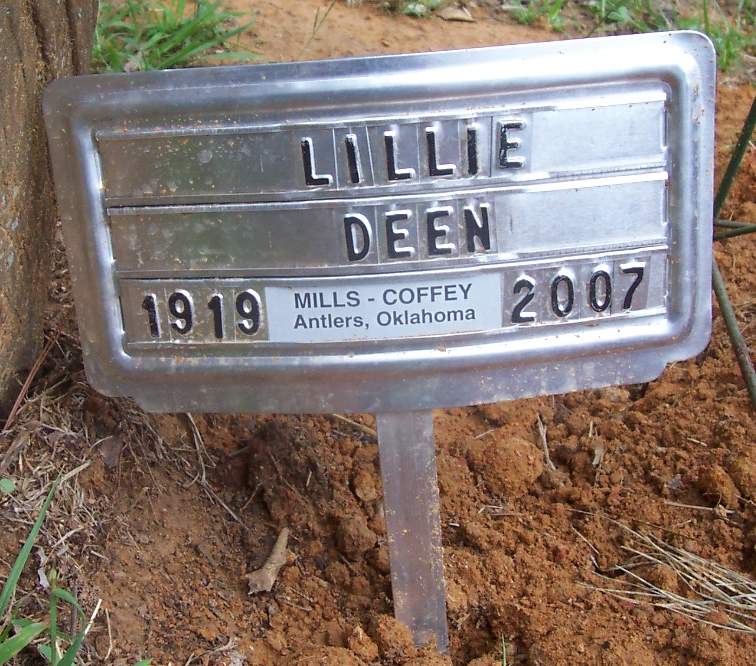 LILLIE
DEEN
1919 MILLS - COFFEY 2007
Antlers, Oklahoma